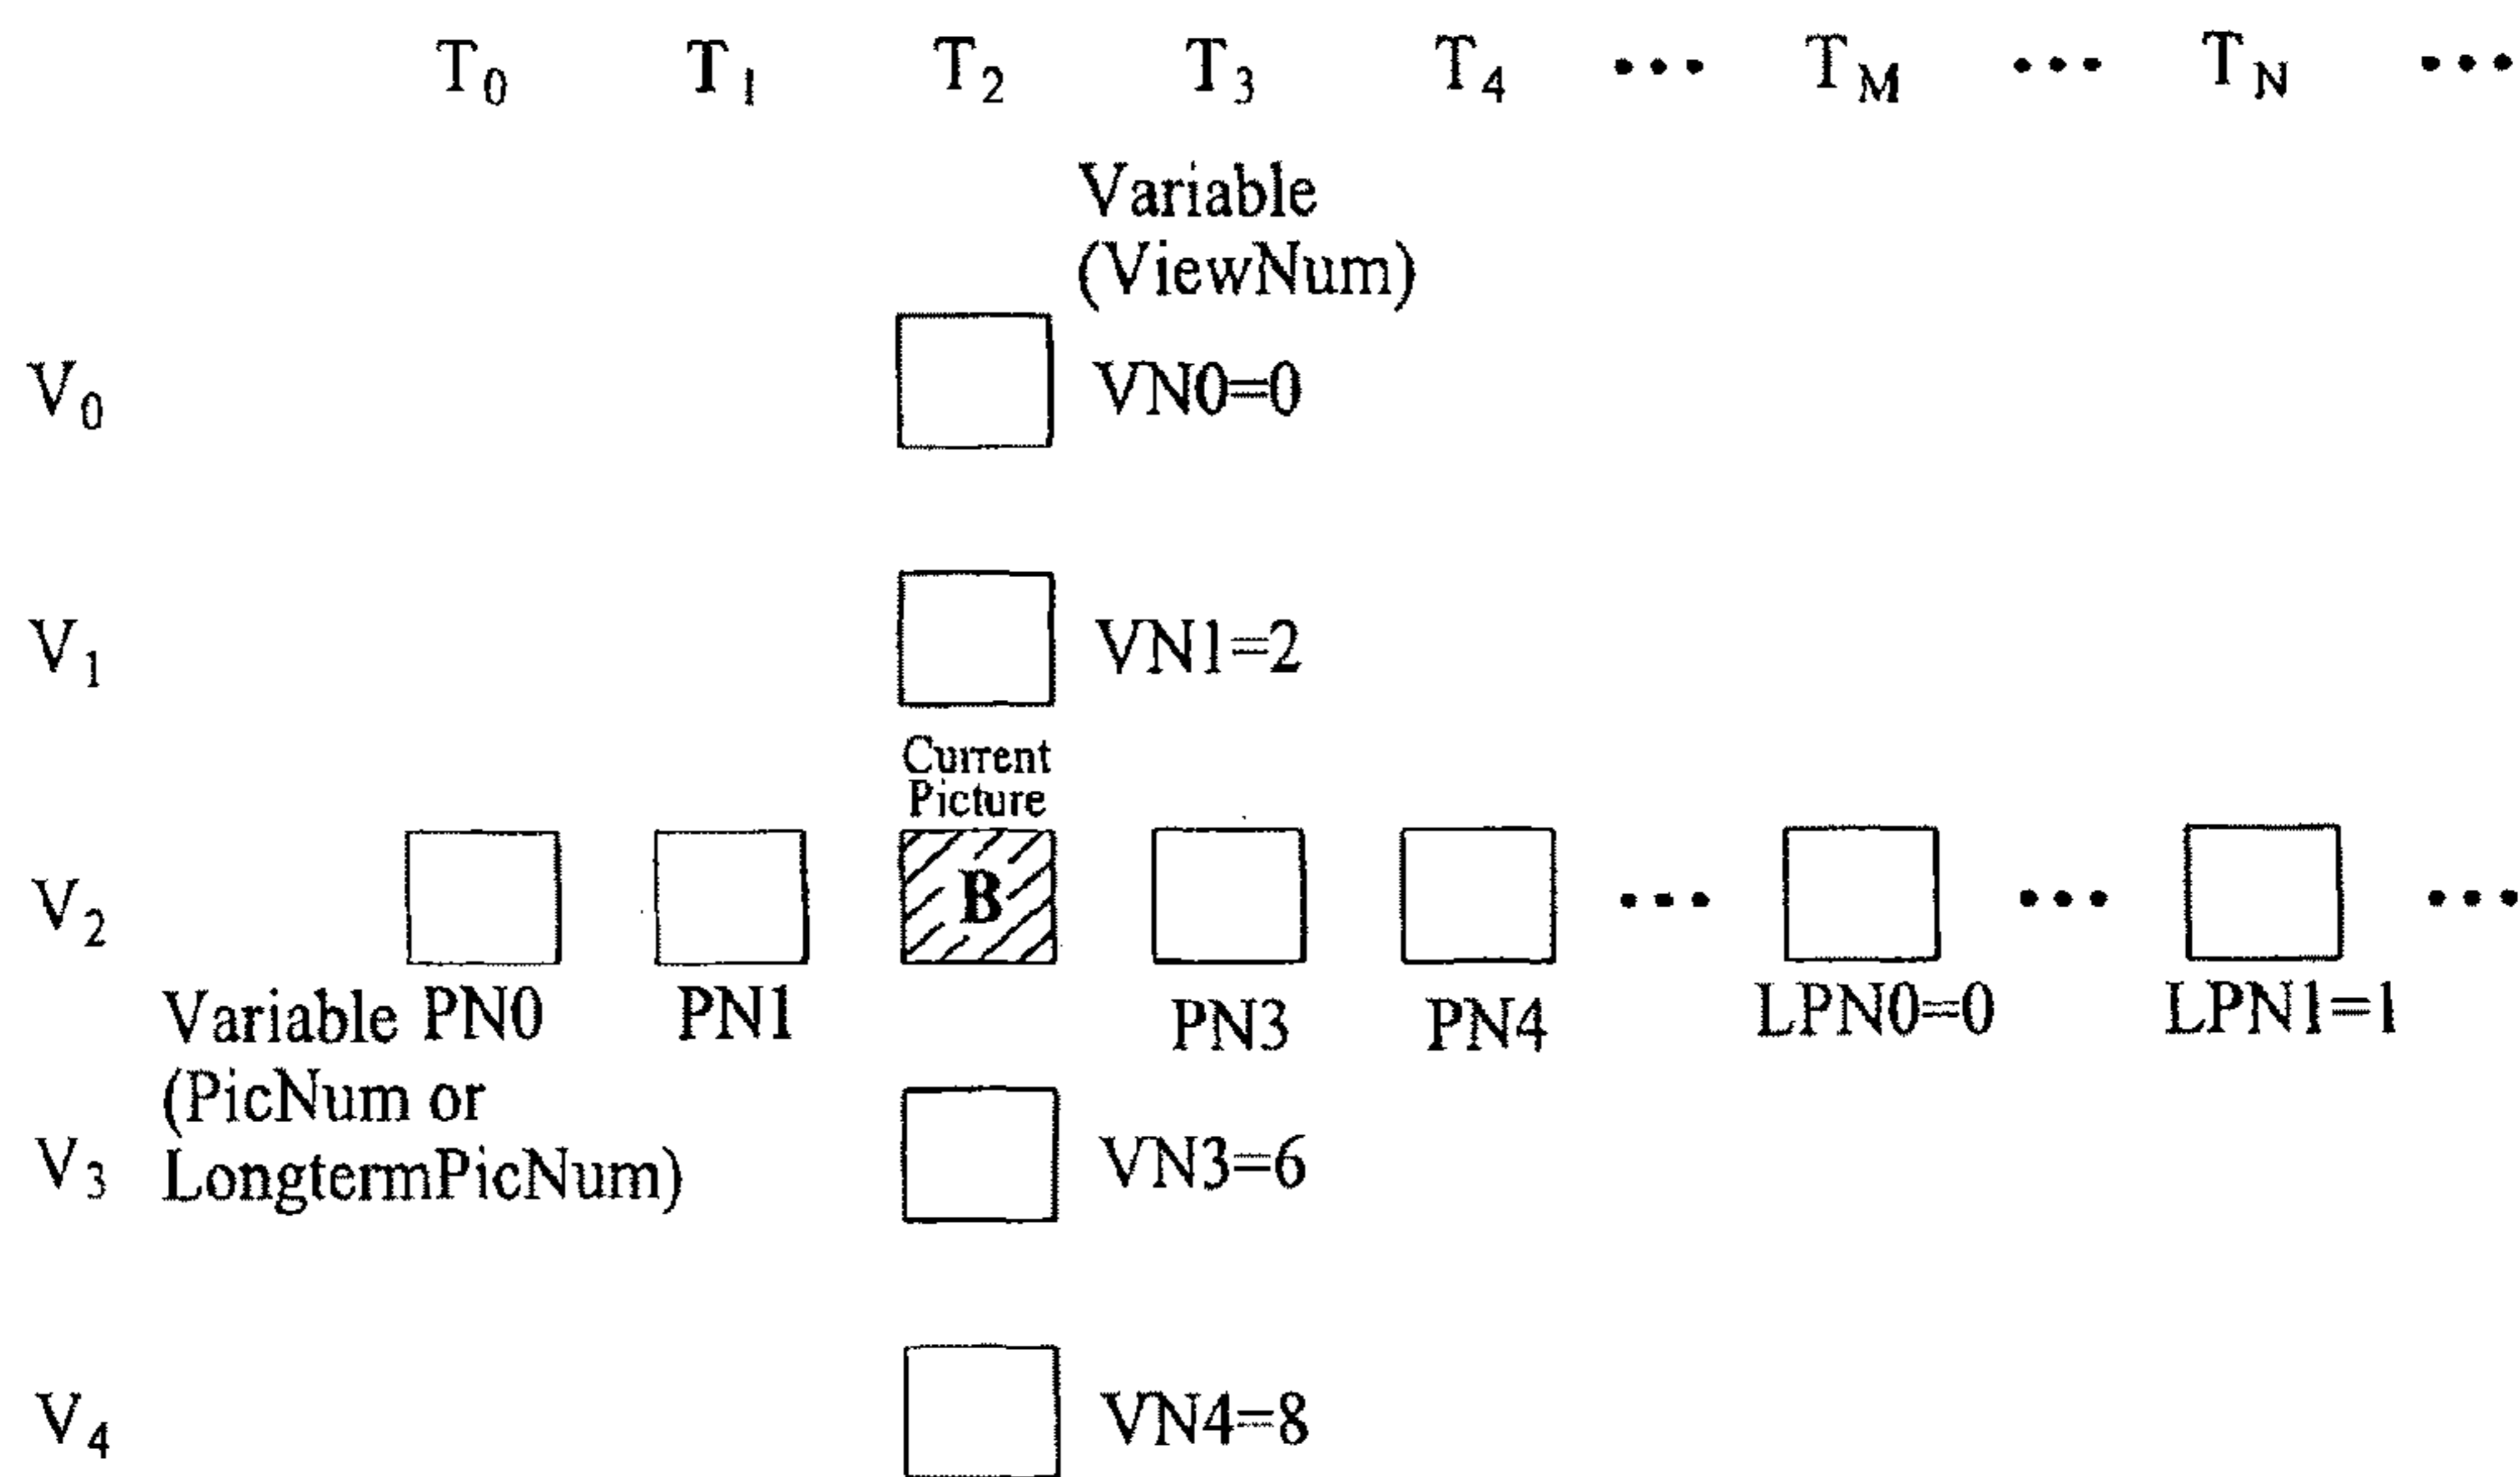 T0 T1 T2 T3 T4 ••• TM ••• TN •••
Variable
(ViewNum)
V0 VN0=0
V1 VN1=2
Current
Picture
V2 B ••• ••• •••
Variable PN0 PN1 PN3 PN4 LPN0=0 LPN1=1
(PicNum or
LongtermPicNum)
V3 VN3=6
V4 VN4=8